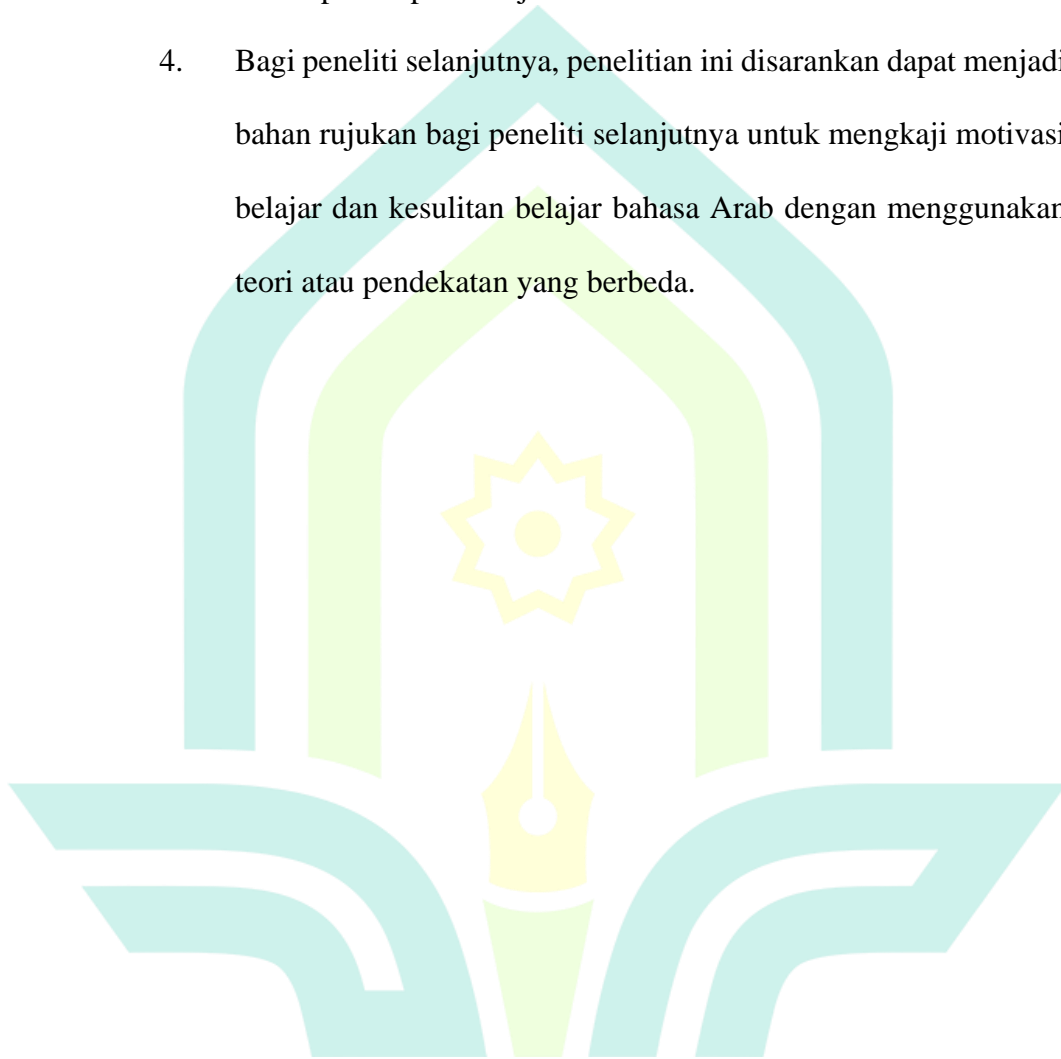 4. Bagi peneliti selanjutnya, penelitian ini disarankan dapat menjadi
bahan rujukan bagi peneliti selanjutnya untuk mengkaji motivasi
belajar dan kesulitan belajar bahasa Arab dengan menggunakan
teori atau pendekatan yang berbeda.